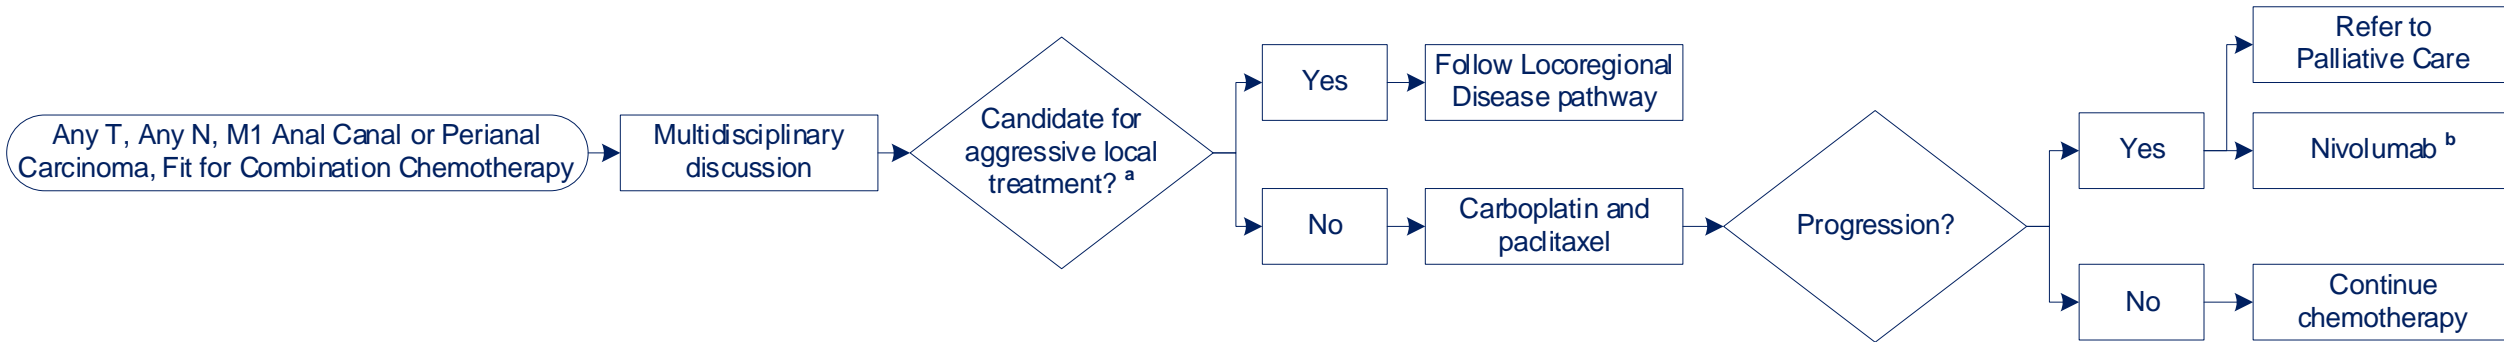 Any T, Any N, M1 Anal Canal or Perianal
Carcinoma, Fit for Combination Chemotherapy
Multidisciplinary
discussion
Candidate for
aggressive local
treatment? a
Yes
Follow Locoregional
Disease pathway
No
Carboplatin and
paclitaxel
Progression?
Yes
Refer to
Palliative Care
Nivolumab b
No
Continue
chemotherapy